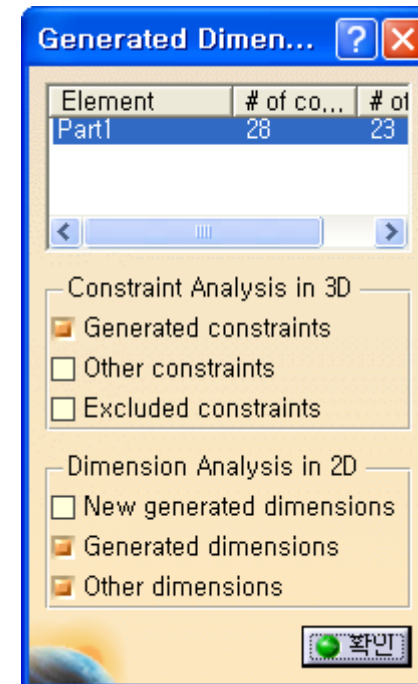 Generated Dimen...
Element # of co... # of
Part1 28 23
Constraint Analysis in 3D
Generated constraints
Other constraints
Excluded constraints
Dimension Analysis in 2D
New generated dimensions
Generated dimensions
Other dimensions
확인